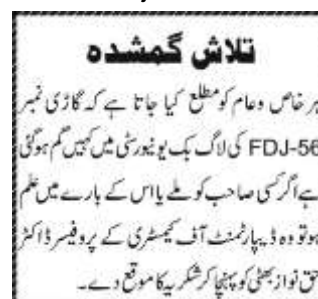 تلاش گمشدہ
ہر خاص و عام کو مطلع کیا جاتا ہے کہ گاڑی نمبر
FDJ-56 کی لاگ بک یونیورسٹی میں کہیں گم ہوگئی
ہے اگر کسی صاحب کو ملے یا اس کے بارے میں علم
ہو تو وہ ڈیپارٹمنٹ آف کیمسٹری کے پروفیسر ڈاکٹر
حق نواز بھٹی کو پہنچا کر شکریہ کا موقع دے۔